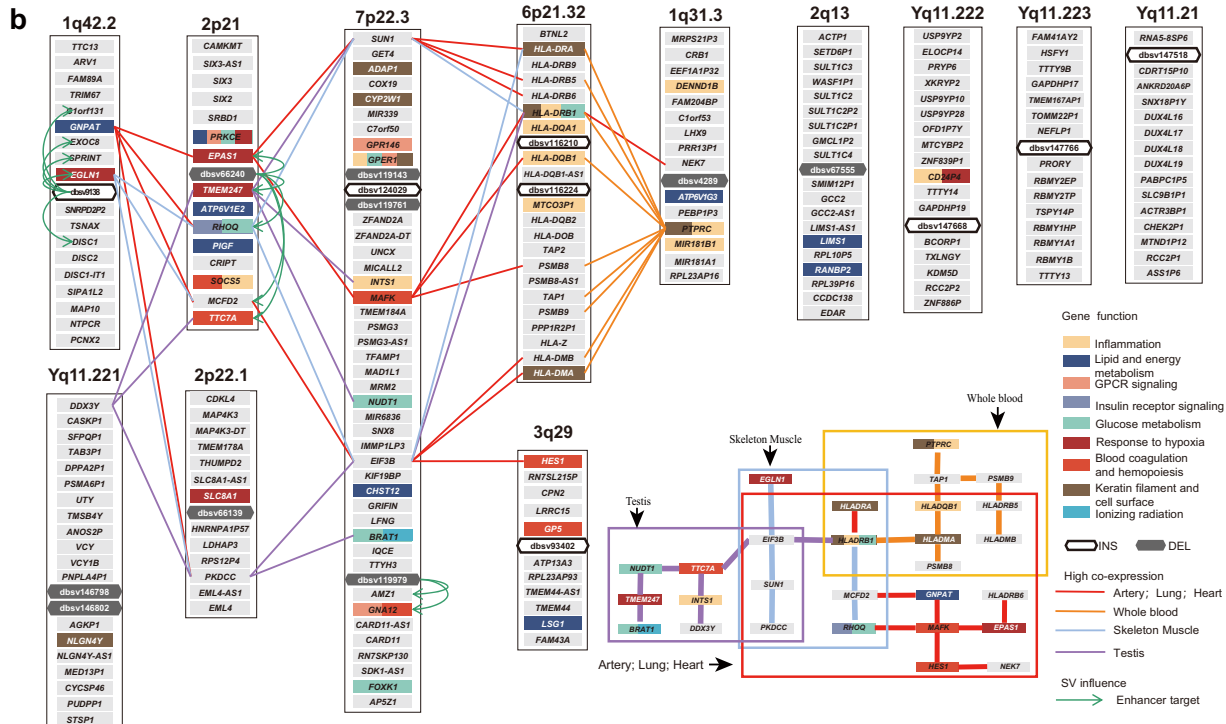 b
1q42.2
TTC13
ARV1
FAM89A
TRIM67
C1orf131
GNPAT
EXOC8
SPRINT
EGLN1
dbsv9138
SNRPD2P2
TSNAX
DISC1
DISC2
DISC1-IT1
SIPA1L2
MAP10
NTPCR
PCNX2
2p21
CAMKMT
SIX3-AS1
SIX3
SIX2
SRBD1
PRKCE
EPAS1
dbsv66240
TMEM247
ATP6V1E2
RHOQ
PIGF
CRIPT
SOCS5
MCFD2
TTC7A
7p22.3
SUN1
GET4
ADAP1
COX19
CYP2W1
MIR339
C7orf50
GPR146
GPER1
dbsv119143
dbsv124029
dbsv119761
ZFAND2A
ZFAND2A-DT
UNCX
MICALL2
INTS1
MAFK
TMEM184A
PSMG3
PSMG3-AS1
TFAMP1
MAD1L1
MRM2
NUDT1
MIR6836
SNX8
IMMP1LP3
EIF3B
KIF19BP
CHST12
GRIFIN
LFNG
BRAT1
IQCE
TTYH3
dbsv119979
AMZ1
GNA12
CARD11-AS1
CARD11
RN7SKP130
SDK1-AS1
FOXK1
AP5Z1
6p21.32
BTNL2
HLA-DRA
HLA-DRB9
HLA-DRB5
HLA-DRB6
HLA-DRB1
HLA-DQA1
dbsv116210
HLA-DQB1
HLA-DQB1-AS1
dbsv116224
MTCO3P1
HLA-DQB2
HLA-DOB
TAP2
PSMB8
PSMB8-AS1
TAP1
PSMB9
PPP1R2P1
HLA-Z
HLA-DMB
HLA-DMA
1q31.3
MRPS21P3
CRB1
EEF1A1P32
DENND1B
FAM204BP
C1orf53
LHX9
PRR13P1
NEK7
dbsv4289
ATP6V1G3
PEBP1P3
PTPRC
MIR181B1
MIR181A1
RPL23AP16
2q13
ACTP1
SETD6P1
SULT1C3
WASF1P1
SULT1C2
SULT1C2P2
SULT1C2P1
GMCL1P2
SULT1C4
dbsv67555
SMIM12P1
GCC2
GCC2-AS1
LIMS1-AS1
LIMS1
RPL10P5
RANBP2
RPL39P16
CCDC138
EDAR
Yq11.222
USP9YP2
ELOCP14
PRYP6
XKRYP2
USP9YP10
USP9YP28
OFD1P7Y
MTCYBP2
ZNF839P1
CD24P4
TTTY14
GAPDHP19
dbsv147668
BCORP1
TXLNGY
KDM5D
RCC2P2
ZNF886P
Yq11.223
FAM41AY2
HSFY1
TTTY9B
GAPDHP17
TMEM167AP1
TOMM22P1
NEFLP1
dbsv147766
PRORY
RBMY2EP
RBMY2TP
TSPY14P
RBMY1HP
RBMY1A1
RBMY1B
TTTY13
Yq11.21
RNA5-8SP6
dbsv147518
CDRT15P10
ANKRD20A6P
SNX18P1Y
DUX4L16
DUX4L17
DUX4L18
DUX4L19
PABPC1P5
SLC9B1P1
ACTR3BP1
CHEK2P1
MTND1P12
RCC2P1
ASS1P6
Yq11.221
DDX3Y
CASKP1
SFPQP1
TAB3P1
DPPA2P1
PSMA6P1
UTY
TMSB4Y
ANOS2P
VCY
VCY1B
PNPLA4P1
dbsv146798
dbsv146802
AGKP1
NLGN4Y
NLGN4Y-AS1
MED13P1
CYCSP46
PUDPP1
STSP1
2p22.1
CDKL4
MAP4K3
MAP4K3-DT
TMEM178A
THUMPD2
SLC8A1-AS1
SLC8A1
dbsv66139
HNRNPA1P57
LDHAP3
RPS12P4
PKDCC
EML4-AS1
EML4
3q29
HES1
RN7SL215P
CPN2
LRRC15
GP5
dbsv93402
ATP13A3
RPL23AP93
TMEM44-AS1
TMEM44
LSG1
FAM43A
Whole blood
Skeleton Muscle
Testis
Artery; Lung; Heart
PTPRC
EGLN1
TAP1
PSMB9
HLADRA
HLADQB1
HLADRB5
EIF3B
HLADRB1
HLADMA
HLADMB
NUDT1
TTC7A
PSMB8
SUN1
TMEM247
INTS1
MCFD2
GNPAT
HLADRB6
BRAT1
DDX3Y
PKDCC
RHOQ
MAFK
EPAS1
HES1
NEK7
Gene function
Inflammation
Lipid and energy
metabolism
GPCR signaling
Insulin receptor signaling
Glucose metabolism
Response to hypoxia
Blood coagulation
and hemopoiesis
Keratin filament and
cell surface
Ionizing radiation
INS
DEL
High co-expression
Artery; Lung; Heart
Whole blood
Skeleton Muscle
Testis
SV influence
Enhancer target